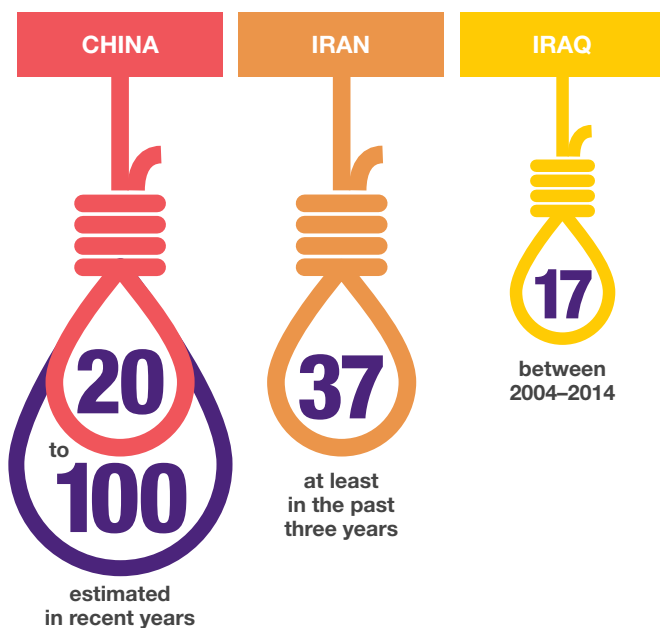 CHINA
20
to
100
estimated
in recent years
IRAN
37
at least
in the past
three years
IRAQ
17
between
2004–2014